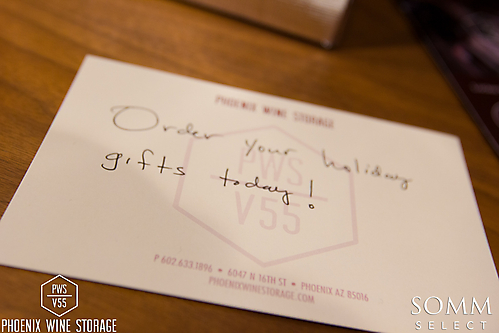 PHOENIX WINE STORAGE
Order your holiday
gifts today!
PWS
V55
P 602.633.1896 • 6047 N 16TH ST • PHOENIX AZ 85016
PHOENIXWINESTORAGE.COM
PWS
V55
PHOENIX WINE STORAGE
SOMM
SELECT